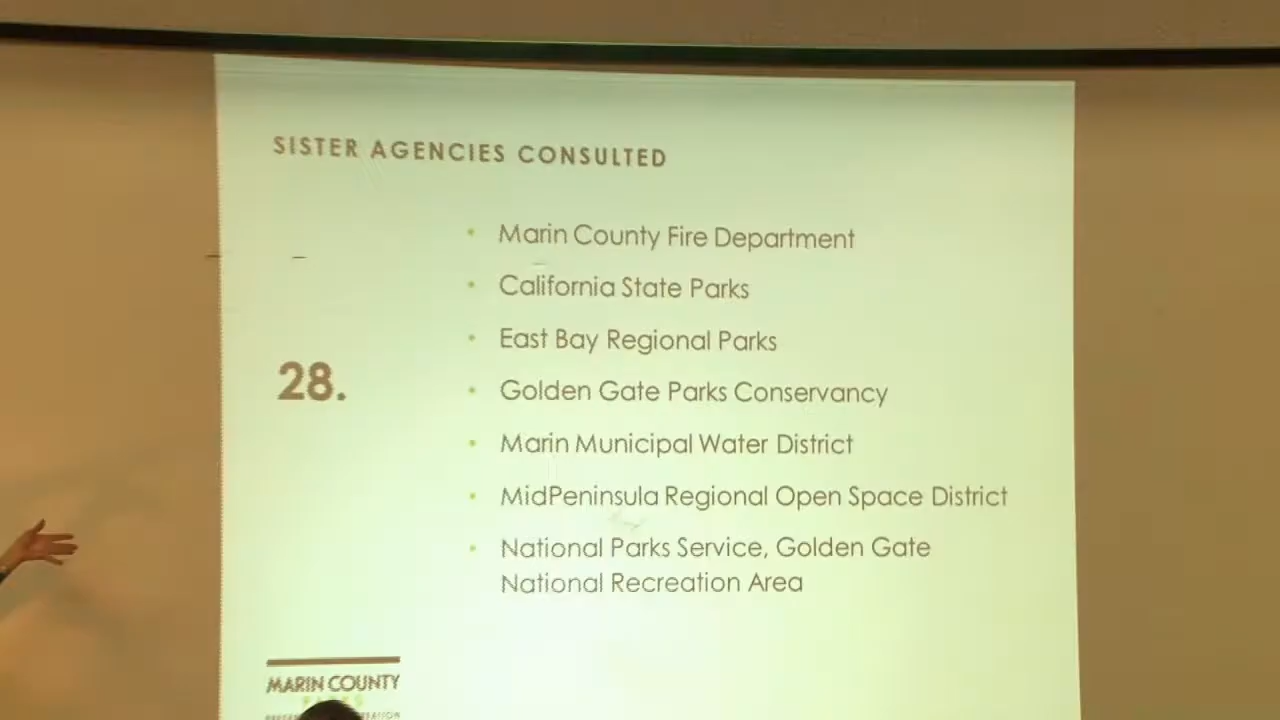 SISTER AGENCIES CONSULTED
28.
• Marin County Fire Department
• California State Parks
• East Bay Regional Parks
• Golden Gate Parks Conservancy
• Marin Municipal Water District
• MidPeninsula Regional Open Space District
• National Parks Service, Golden Gate
National Recreation Area
MARIN COUNTY
PARKS